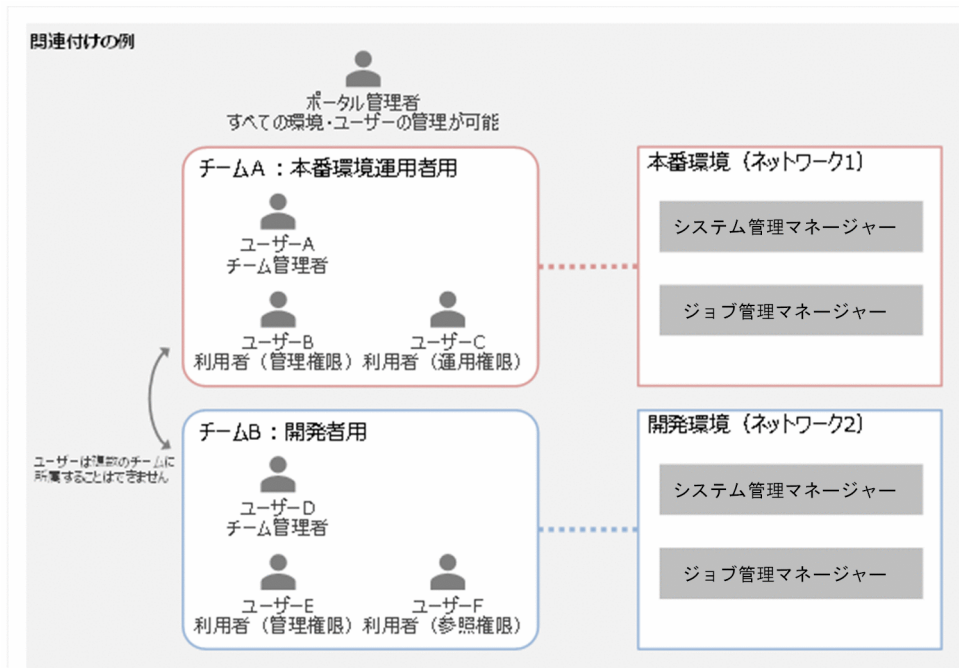 関連付けの例
ポータル管理者
すべての環境・ユーザーの管理が可能
チームA：本番環境運用者用
ユーザーA
チーム管理者
ユーザーB
利用者（管理権限）
ユーザーC
利用者（運用権限）
本番環境（ネットワーク1）
システム管理マネージャー
ジョブ管理マネージャー
ユーザーは複数のチームに
所属することはできません
チームB：開発者用
ユーザーD
チーム管理者
ユーザーE
利用者（管理権限）
ユーザーF
利用者（参照権限）
開発環境（ネットワーク2）
システム管理マネージャー
ジョブ管理マネージャー